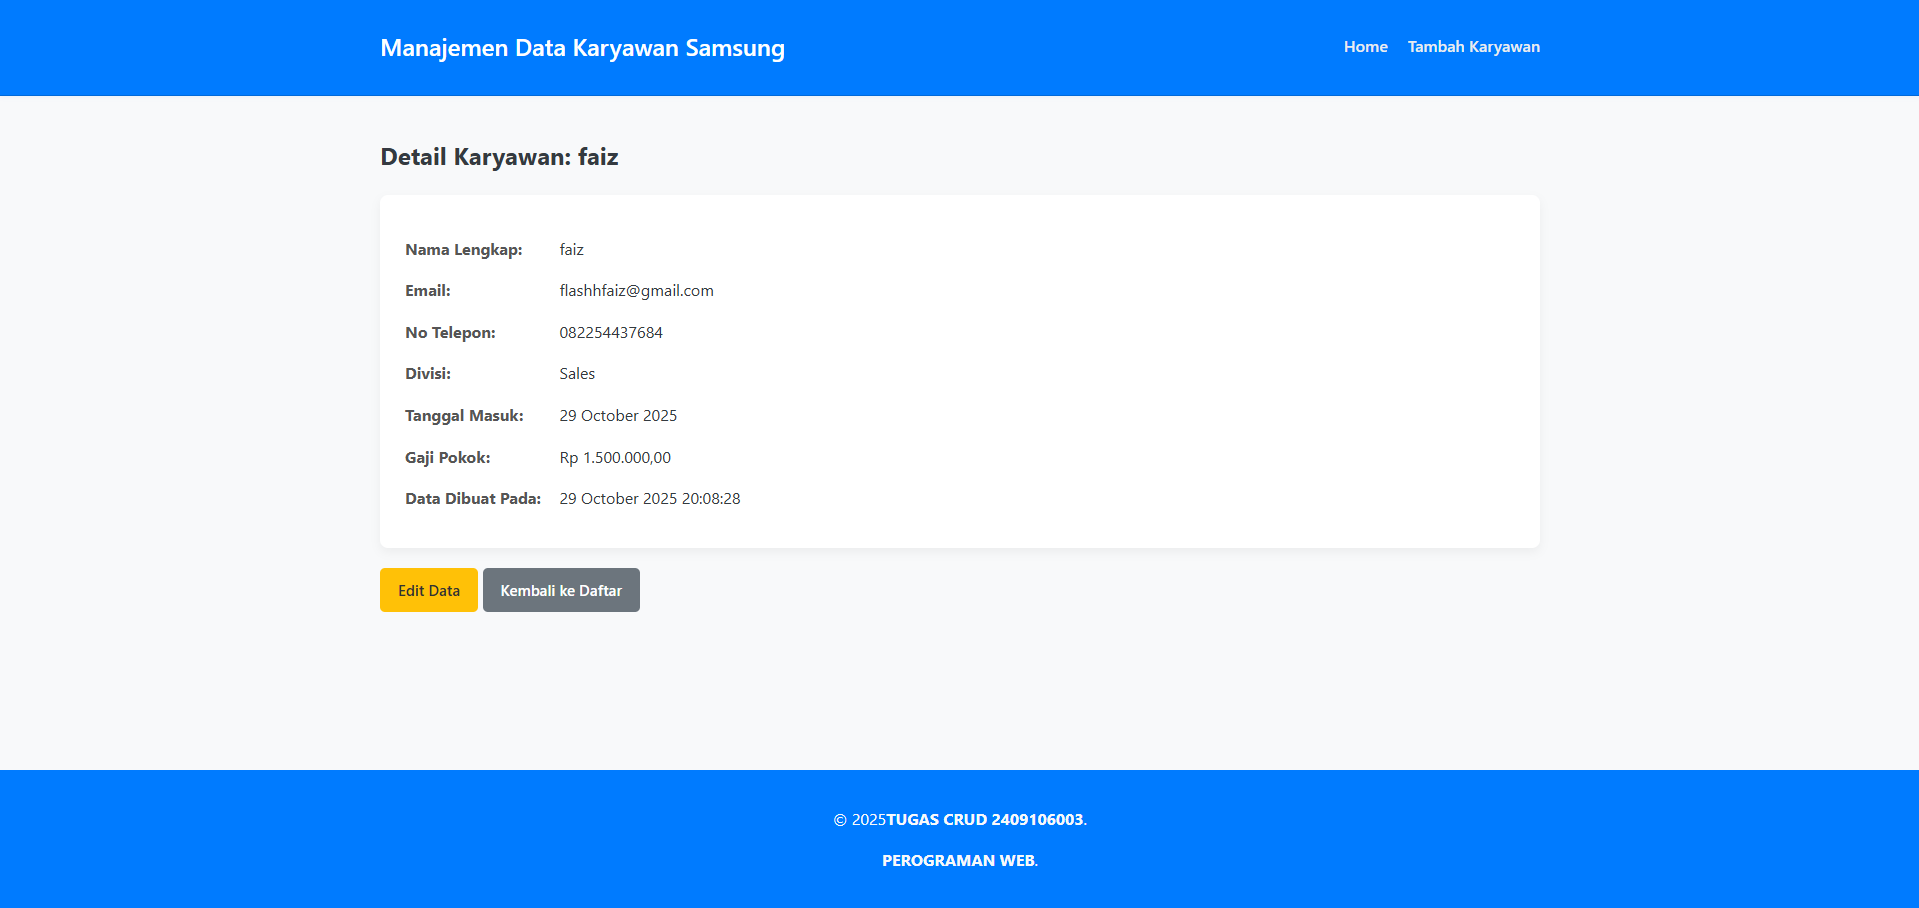 Manajemen Data Karyawan Samsung
Home
Tambah Karyawan
Detail Karyawan: faiz
Nama Lengkap: faiz
Email: flashhfaiz@gmail.com
No Telepon: 082254437684
Divisi: Sales
Tanggal Masuk: 29 October 2025
Gaji Pokok: Rp 1.500.000,00
Data Dibuat Pada: 29 October 2025 20:08:28
Edit Data
Kembali ke Daftar
© 2025TUGAS CRUD 2409106003.
PEROGRAMAN WEB.